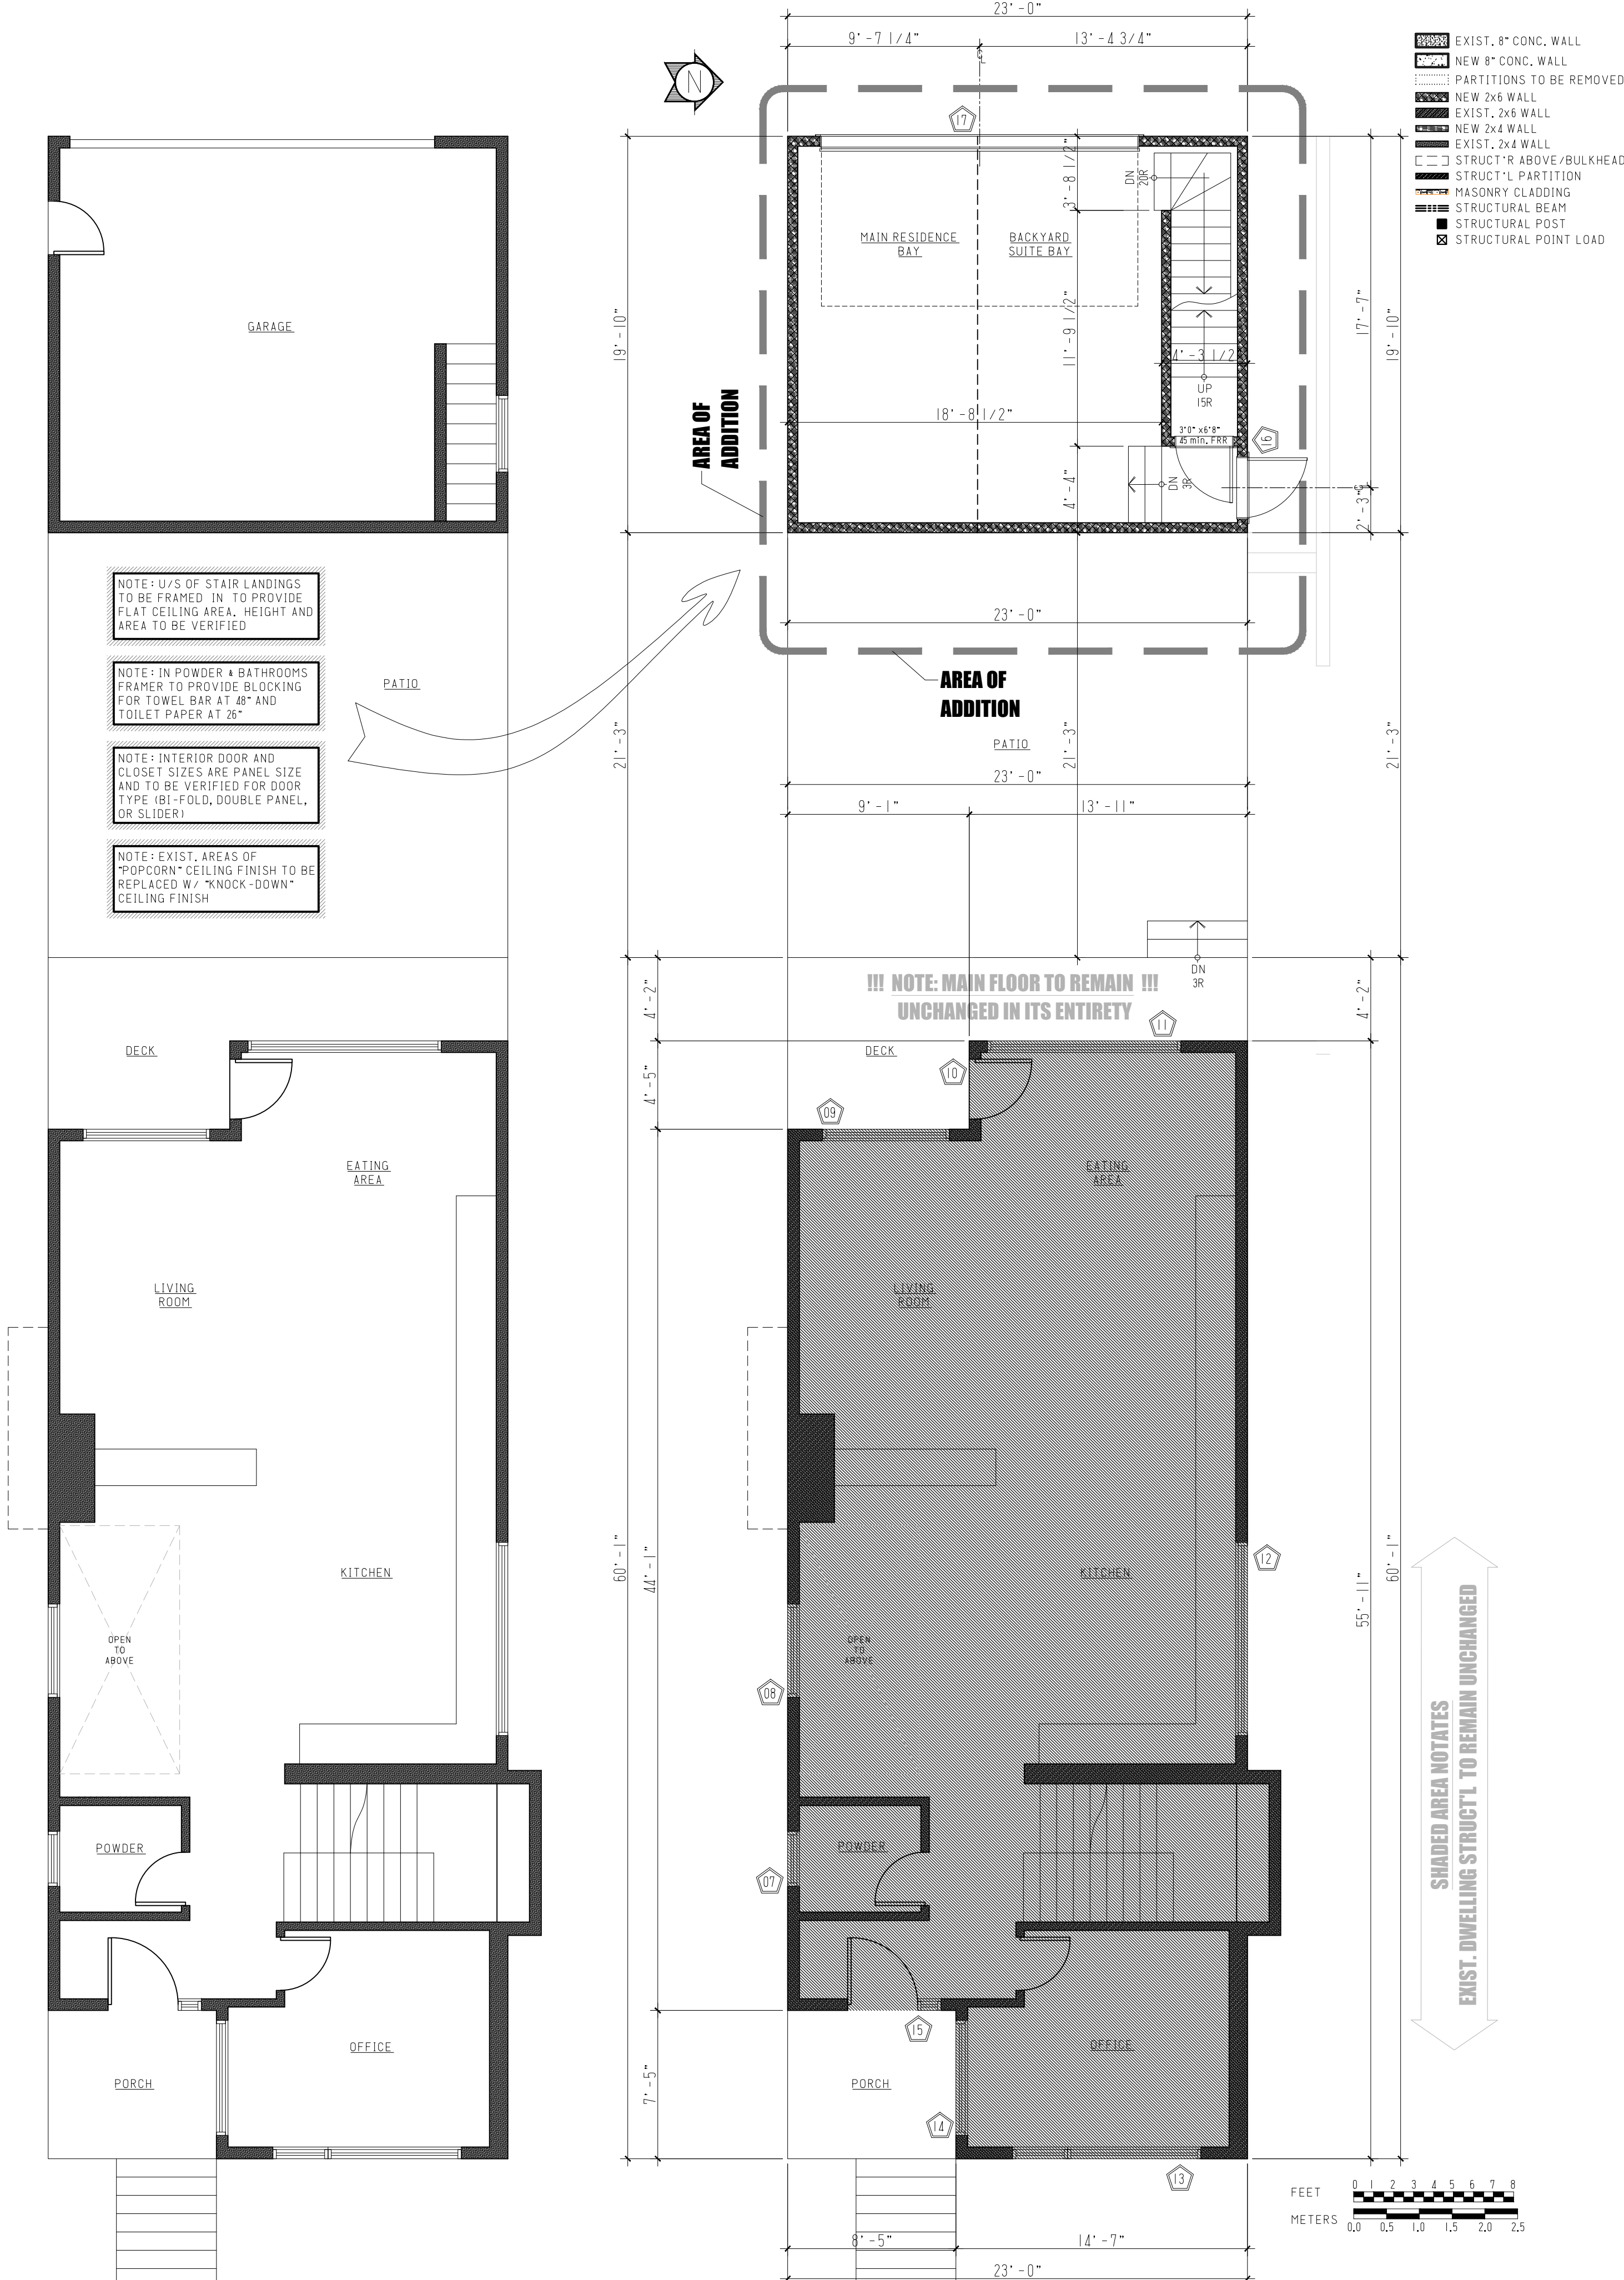 23'-0"
9'-7 1/4"
13'-4 3/4"
N
17
EXIST. 8" CONC. WALL
NEW 8" CONC. WALL
PARTITIONS TO BE REMOVED
NEW 2x6 WALL
EXIST. 2x6 WALL
NEW 2x4 WALL
EXIST. 2x4 WALL
STRUCT'R ABOVE/BULKHEAD
STRUCT'L PARTITION
MASONRY CLADDING
STRUCTURAL BEAM
STRUCTURAL POST
STRUCTURAL POINT LOAD
GARAGE
MAIN RESIDENCE
BAY
BACKYARD
SUITE BAY
3'-8 1/2"
DN
20R
11'-9 1/2"
4'-3 1/2"
UP
15R
18'-8 1/2"
3'0" x6'8"
45 min. FRR
16
DN
3R
4'-4"
17'-7"
2'-3"
19'-10"
19'-10"
AREA OF
ADDITION
23'-0"
AREA OF
ADDITION
NOTE: U/S OF STAIR LANDINGS
TO BE FRAMED IN TO PROVIDE
FLAT CEILING AREA. HEIGHT AND
AREA TO BE VERIFIED
NOTE: IN POWDER & BATHROOMS
FRAMER TO PROVIDE BLOCKING
FOR TOWEL BAR AT 48" AND
TOILET PAPER AT 26"
NOTE: INTERIOR DOOR AND
CLOSET SIZES ARE PANEL SIZE
AND TO BE VERIFIED FOR DOOR
TYPE (BI-FOLD, DOUBLE PANEL,
OR SLIDER)
NOTE: EXIST. AREAS OF
"POPCORN" CEILING FINISH TO BE
REPLACED W/ "KNOCK-DOWN"
CEILING FINISH
PATIO
PATIO
21'-3"
21'-3"
21'-3"
23'-0"
9'-1"
13'-11"
DN
3R
!!! NOTE: MAIN FLOOR TO REMAIN !!!
UNCHANGED IN ITS ENTIRETY
4'-2"
4'-2"
4'-5"
DECK
DECK
11
10
09
EATING
AREA
EATING
AREA
LIVING
ROOM
LIVING
ROOM
KITCHEN
KITCHEN
12
60'-1"
44'-1"
55'-11"
60'-1"
OPEN
TO
ABOVE
OPEN
TO
ABOVE
08
POWDER
POWDER
07
SHADED AREA NOTATES
EXIST. DWELLING STRUCT'L TO REMAIN UNCHANGED
15
OFFICE
OFFICE
PORCH
PORCH
7'-5"
14
13
FEET
0 1 2 3 4 5 6 7 8
METERS
0.0 0.5 1.0 1.5 2.0 2.5
8'-5"
14'-7"
23'-0"